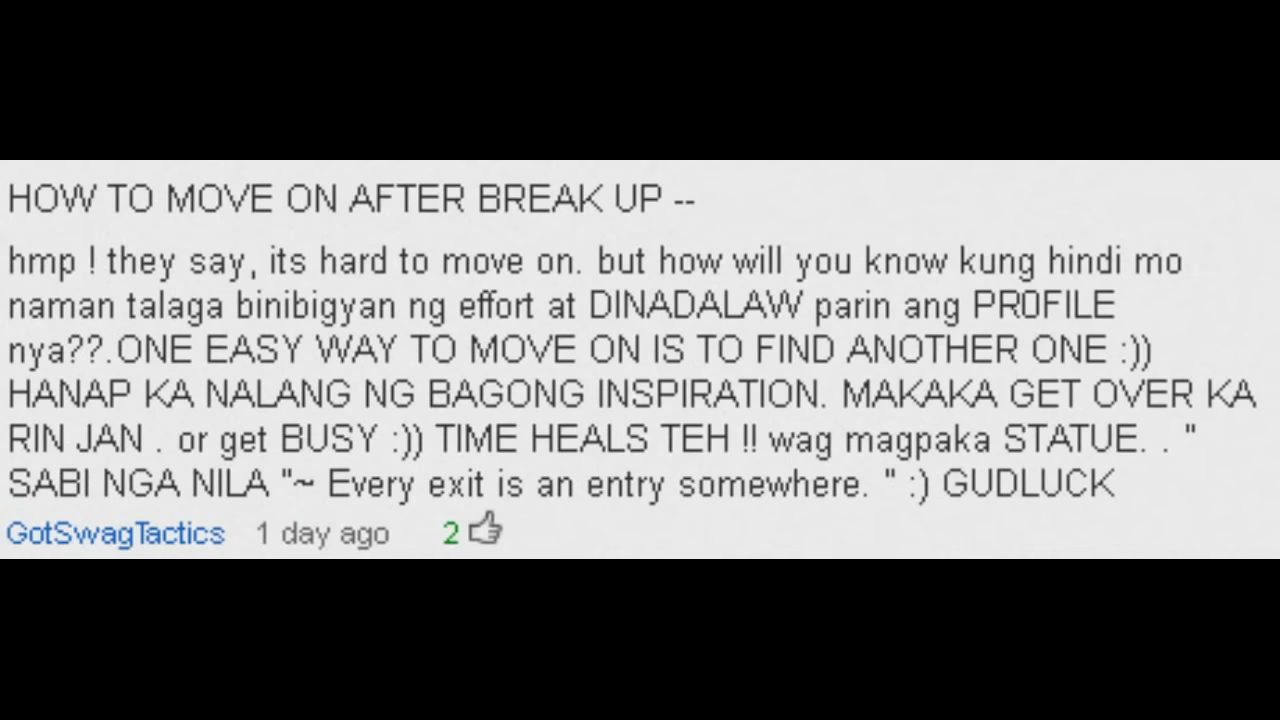 HOW TO MOVE ON AFTER BREAK UP --
hmp ! they say, its hard to move on. but how will you know kung hindi mo
naman talaga binibigyan ng effort at DINADALAW parin ang PR0FILE
nya??.ONE EASY WAY TO MOVE ON IS TO FIND ANOTHER ONE :))
HANAP KA NALANG NG BAGONG INSPIRATION. MAKAKA GET OVER KA
RIN JAN . or get BUSY :)) TIME HEALS TEH !! wag magpaka STATUE. . "
SABI NGA NILA "~ Every exit is an entry somewhere. " :) GUDLUCK
GotSwagTactics 1 day ago 2